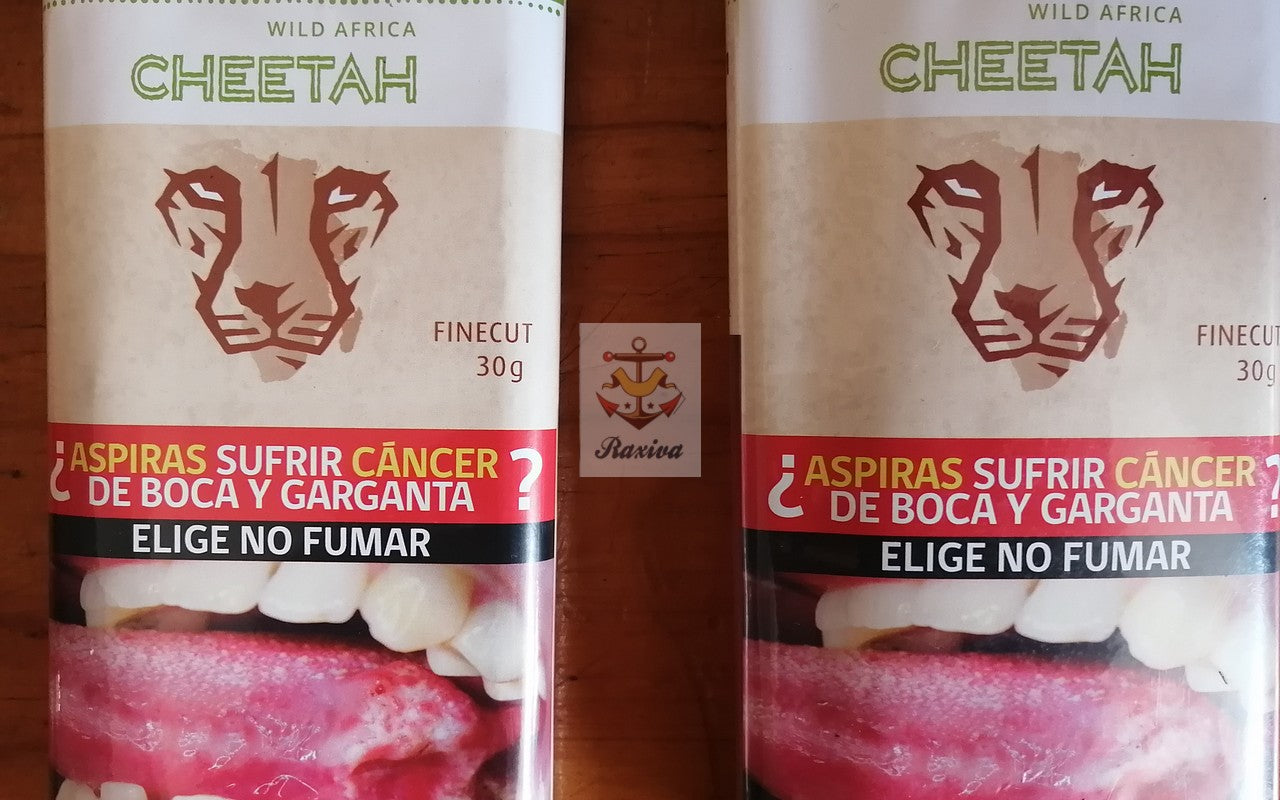 WILD AFRICA
CHEETAH
FINECUT
30g
¿ASPIRAS SUFRIR CÁNCER
DE BOCA Y GARGANTA?
ELIGE NO FUMAR
Raxiva
WILD AFRICA
CHEETAH
FINECUT
30g
¿ASPIRAS SUFRIR CÁNCER
DE BOCA Y GARGANTA?
ELIGE NO FUMAR